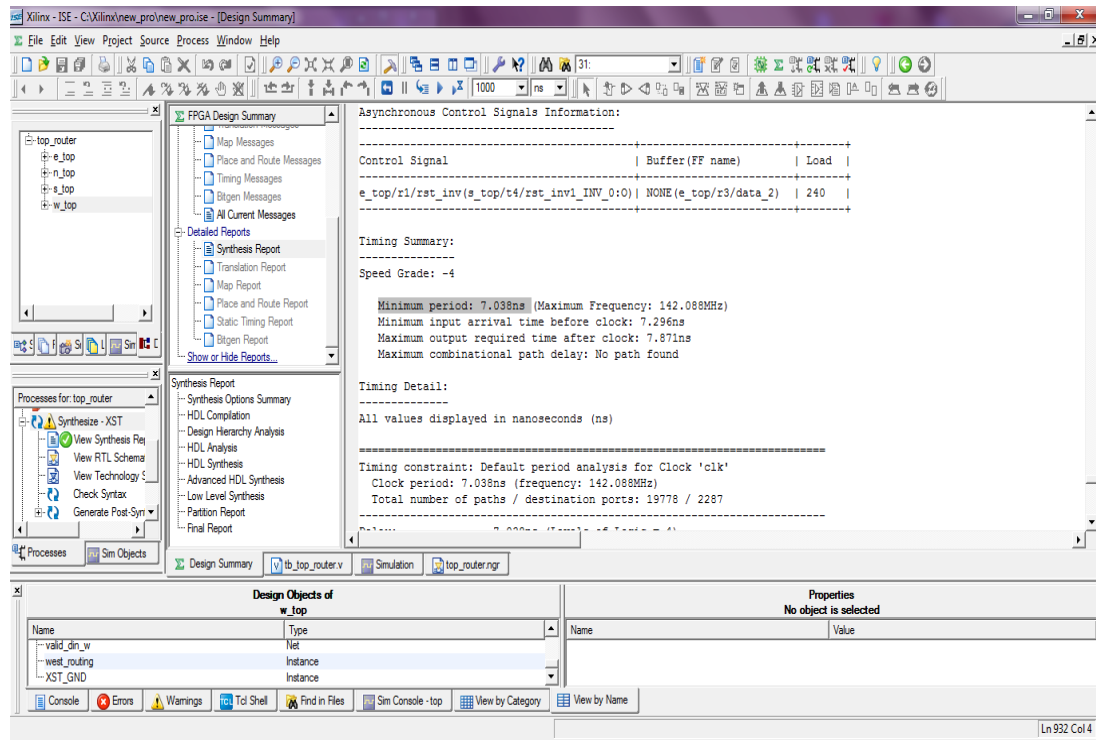 Xilinx - ISE - C:\Xilinx\new_pro\new_pro.ise - [Design Summary]
File Edit View Project Source Process Window Help
31:
1000
ns
top_router
e_top
n_top
s_top
w_top
Sin
Processes for: top_router
Synthesize - XST
View Synthesis Rep
View RTL Schema
View Technology S
Check Syntax
Generate Post-Syn
Processes
Sim Objects
FPGA Design Summary
Translation Messages
Map Messages
Place and Route Messages
Timing Messages
Bitgen Messages
All Current Messages
Detailed Reports
Synthesis Report
Translation Report
Map Report
Place and Route Report
Static Timing Report
Bitgen Report
Show or Hide Reports...
Synthesis Report
Synthesis Options Summary
HDL Compilation
Design Hierarchy Analysis
HDL Analysis
HDL Synthesis
Advanced HDL Synthesis
Low Level Synthesis
Partition Report
Final Report
Asynchronous Control Signals Information:
----------------------------------------
-----------------------------------+------------------------+-------+
Control Signal | Buffer(FF name) | Load |
-----------------------------------+------------------------+-------+
e_top/r1/rst_inv(s_top/t4/rst_inv1_INV_0:O)| NONE(e_top/r3/data_2) | 240 |
-----------------------------------+------------------------+-------+
Timing Summary:
---------------
Speed Grade: -4
Minimum period: 7.038ns (Maximum Frequency: 142.088MHz)
Minimum input arrival time before clock: 7.296ns
Maximum output required time after clock: 7.871ns
Maximum combinational path delay: No path found
Timing Detail:
--------------
All values displayed in nanoseconds (ns)
=========================================================================
Timing constraint: Default period analysis for Clock 'clk'
Clock period: 7.038ns (frequency: 142.088MHz)
Total number of paths / destination ports: 19778 / 2287
-------------------------------------------------------------------------
Delay: 7.038ns (Levels of Logic = 4)
Design Summary
tb_top_router.v
Simulation
top_router.ngr
Design Objects of
w_top
Name Type
valid_din_w Net
west_routing Instance
XST_GND Instance
Properties
No object is selected
Name Value
Console
Errors
Warnings
Tcl Shell
Find in Files
Sim Console - top
View by Category
View by Name
Ln 932 Col 4